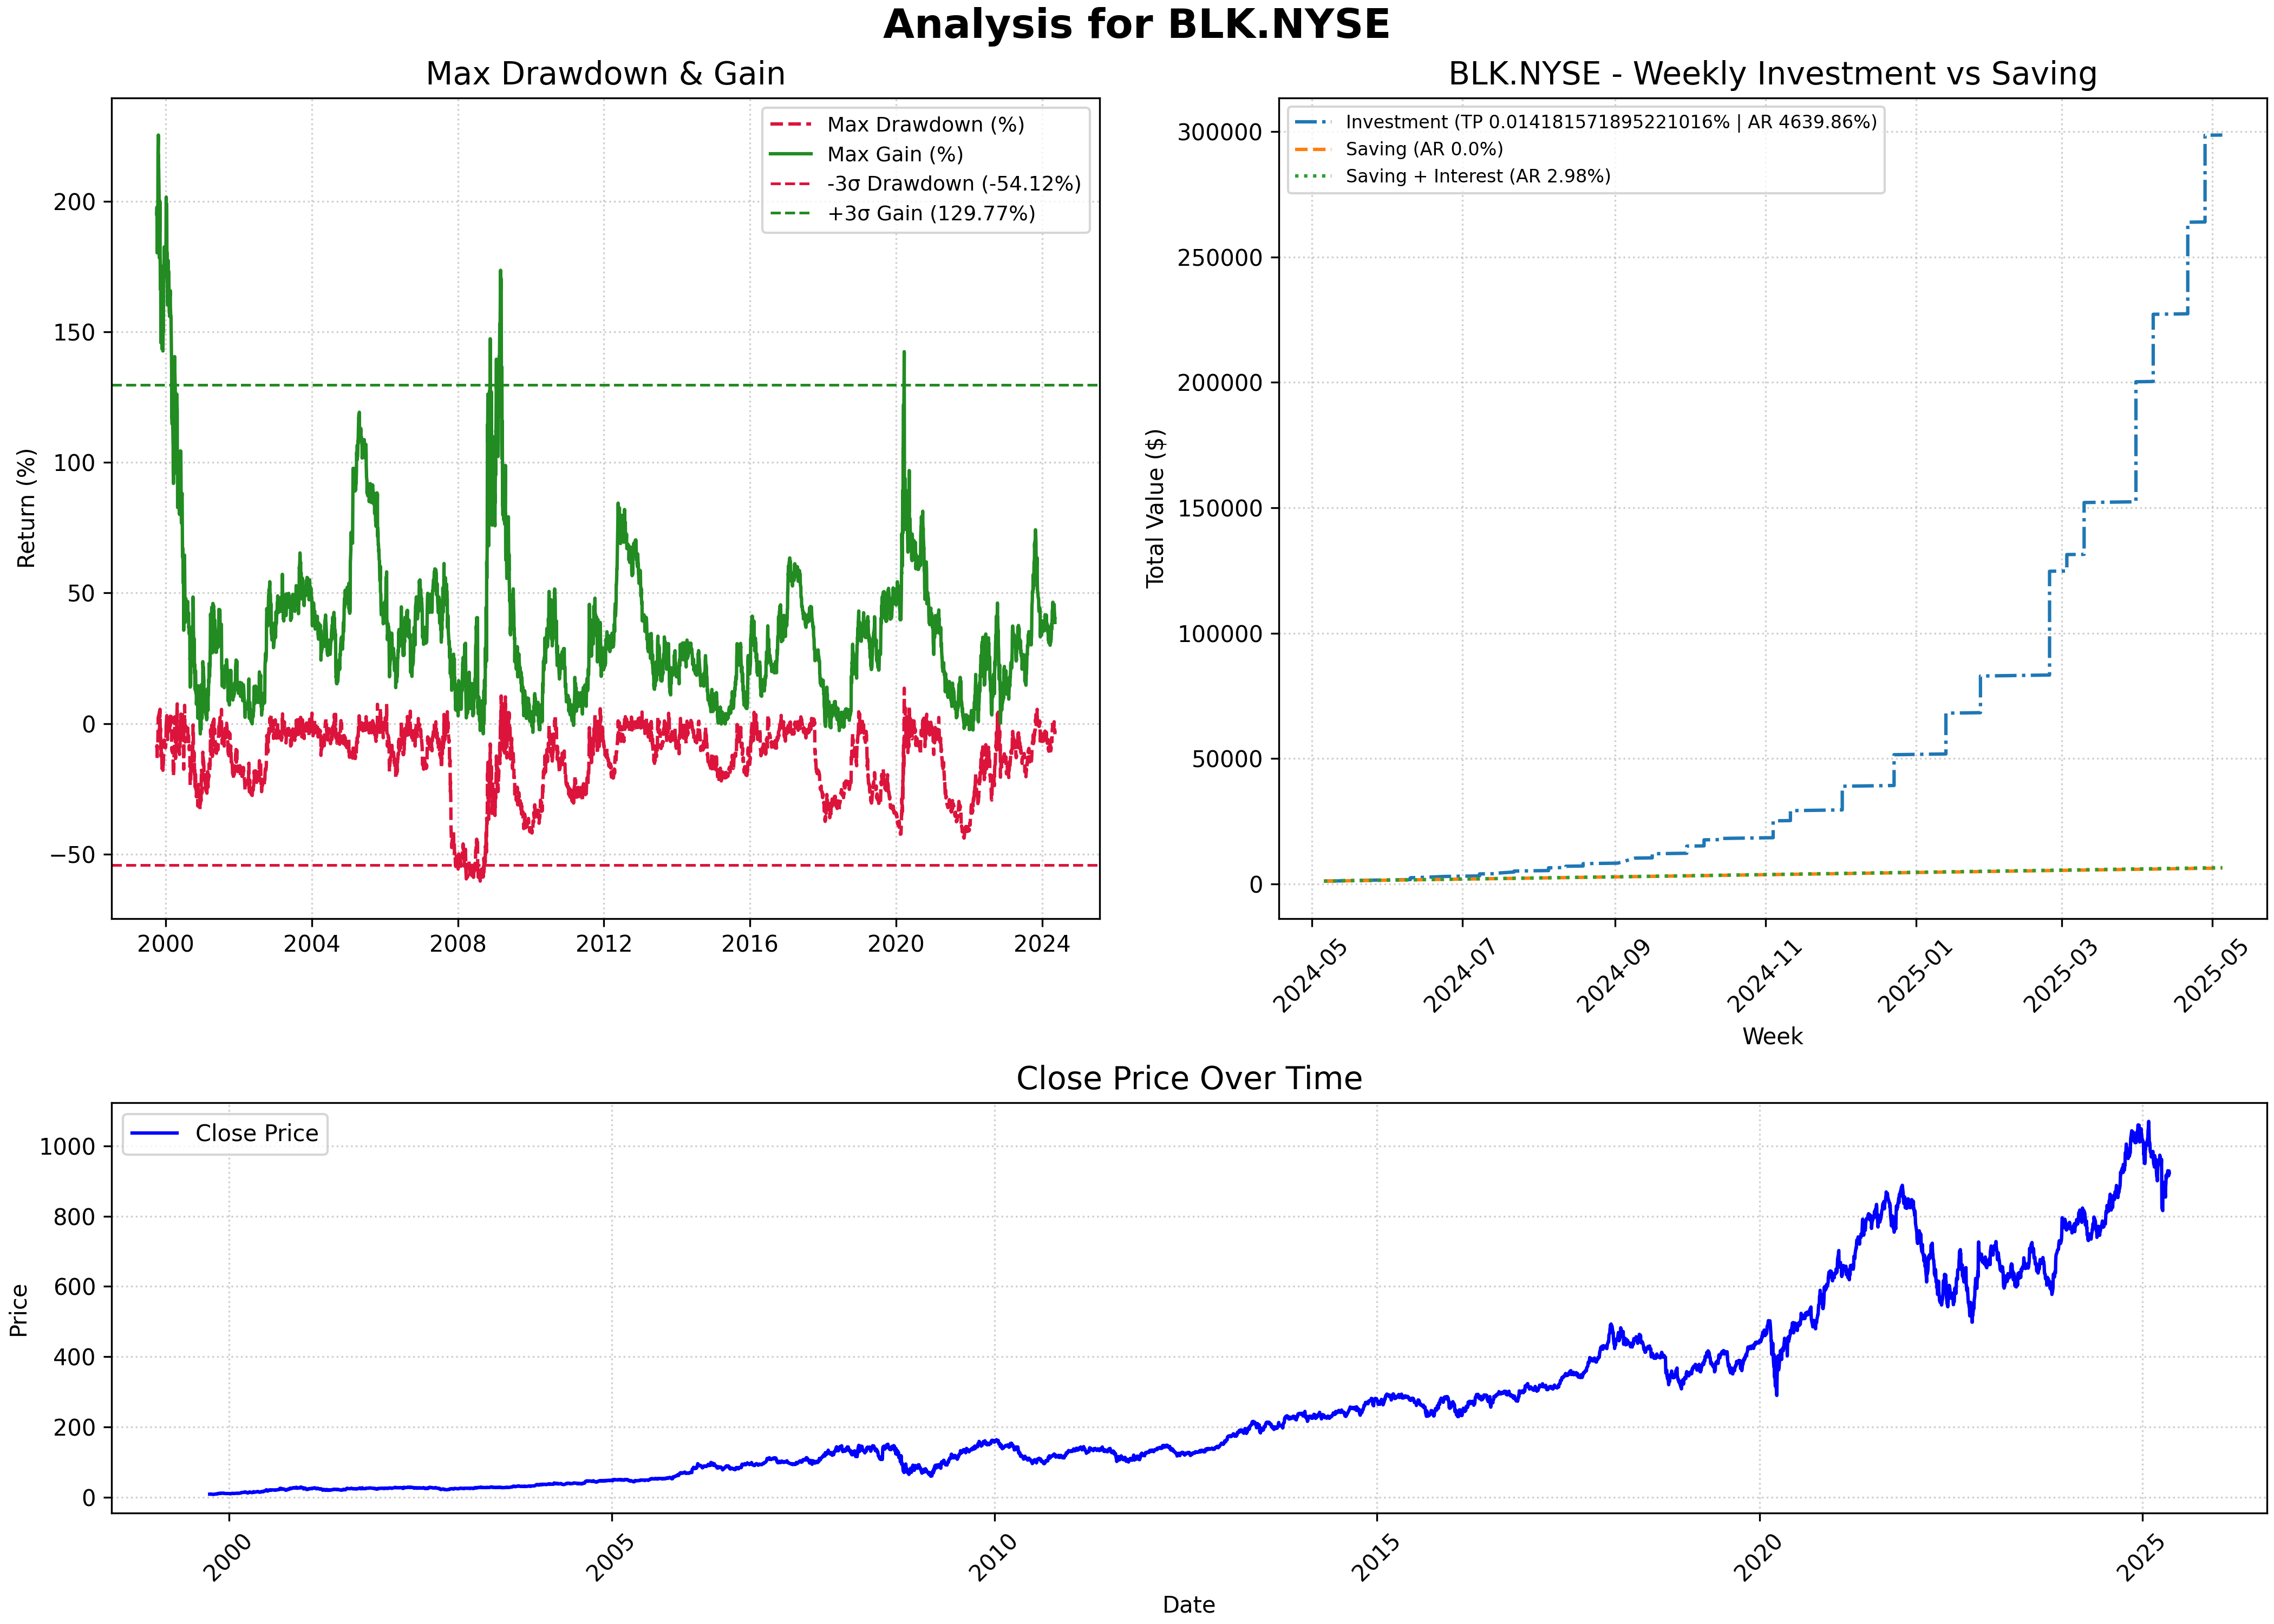 Analysis for BLK.NYSE
Max Drawdown & Gain
Max Drawdown (%)
Max Gain (%)
-3σ Drawdown (-54.12%)
+3σ Gain (129.77%)
Return (%)
200
150
100
50
0
−50
2000 2004 2008 2012 2016 2020 2024
BLK.NYSE - Weekly Investment vs Saving
Investment (TP 0.014181571895221016% | AR 4639.86%)
Saving (AR 0.0%)
Saving + Interest (AR 2.98%)
Total Value ($)
300000
250000
200000
150000
100000
50000
0
2024-05 2024-07 2024-09 2024-11 2025-01 2025-03 2025-05
Week
Close Price Over Time
Close Price
Price
1000
800
600
400
200
0
2000 2005 2010 2015 2020 2025
Date